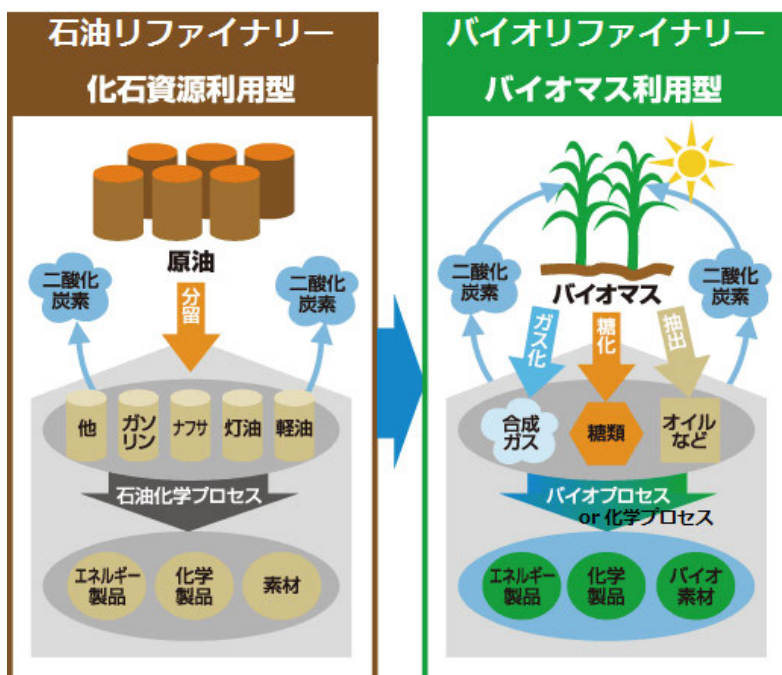 石油リファイナリー
化石資源利用型
原油
二酸化
炭素
二酸化
炭素
分留
他
ガソ
リン
ナフサ
灯油
軽油
石油化学プロセス
エネルギー
製品
化学
製品
素材
バイオリファイナリー
バイオマス利用型
二酸化
炭素
バイオマス
二酸化
炭素
ガス化
糖化
抽出
合成
ガス
糖類
オイル
など
バイオプロセス
or 化学プロセス
エネルギー
製品
化学
製品
バイオ
素材